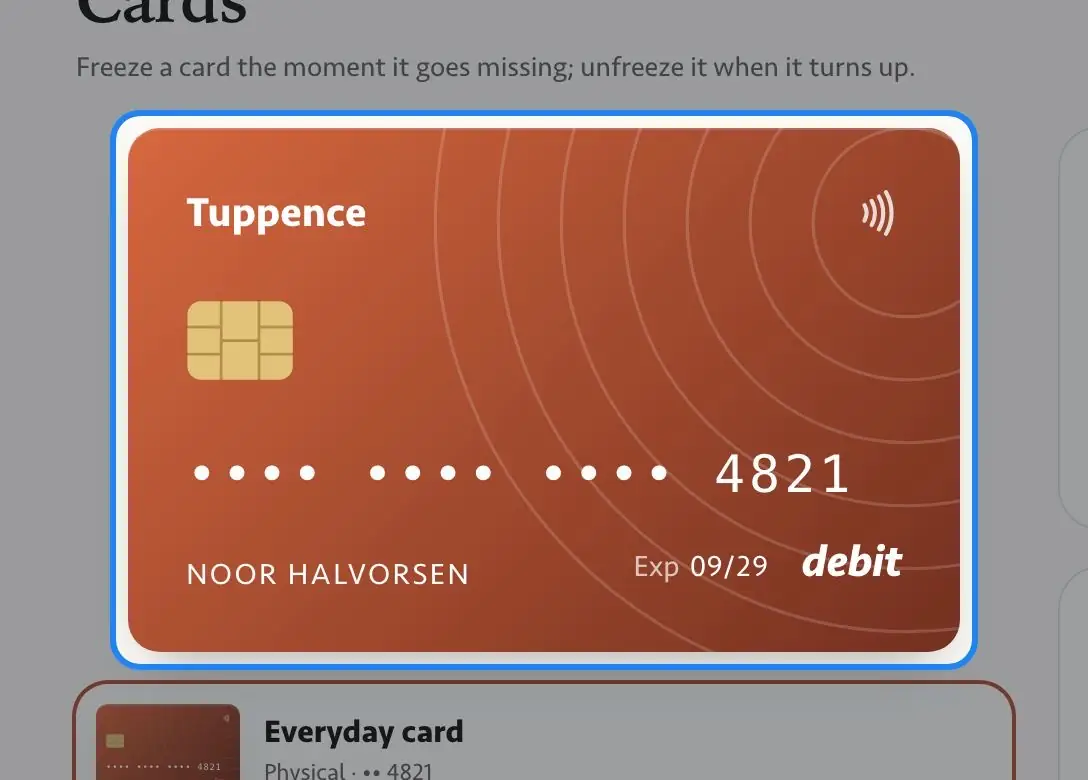 Cards
Freeze a card the moment it goes missing; unfreeze it when it turns up.
Tuppence
•••• •••• •••• 4821
NOOR HALVORSEN
Exp 09/29
debit
•••• •••• •••• 4821
Everyday card
Physical · •• 4821